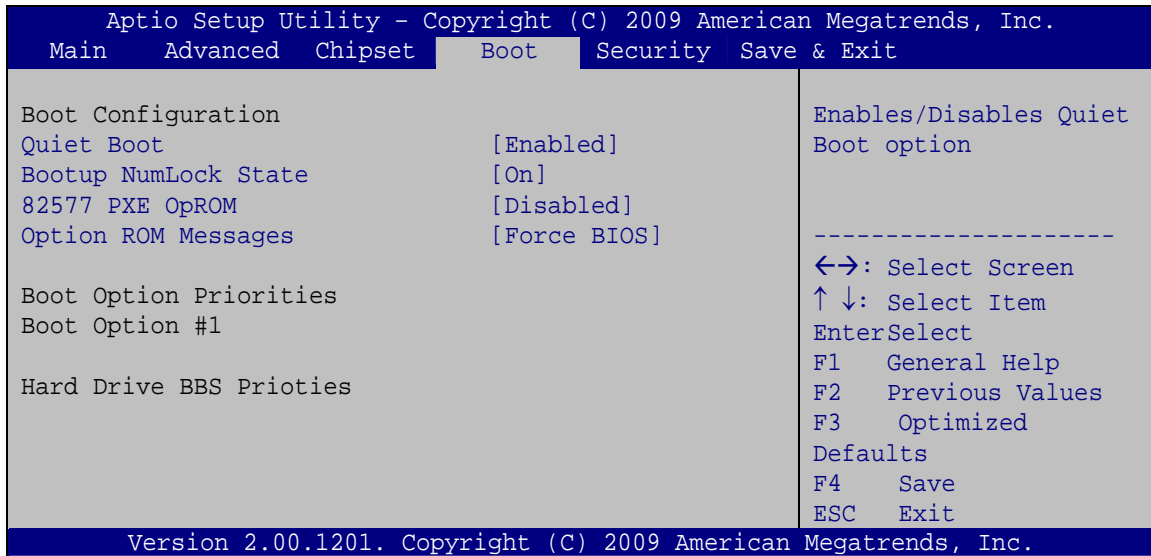 Aptio Setup Utility – Copyright (C) 2009 American Megatrends, Inc.
Main Advanced Chipset Boot Security Save & Exit
Boot Configuration
Quiet Boot [Enabled]
Bootup NumLock State [On]
82577 PXE OpROM [Disabled]
Option ROM Messages [Force BIOS]
Boot Option Priorities
Boot Option #1
Hard Drive BBS Prioties
Enables/Disables Quiet
Boot option
---------------------
←→: Select Screen
↑ ↓: Select Item
EnterSelect
F1 General Help
F2 Previous Values
F3 Optimized
Defaults
F4 Save
ESC Exit
Version 2.00.1201. Copyright (C) 2009 American Megatrends, Inc.